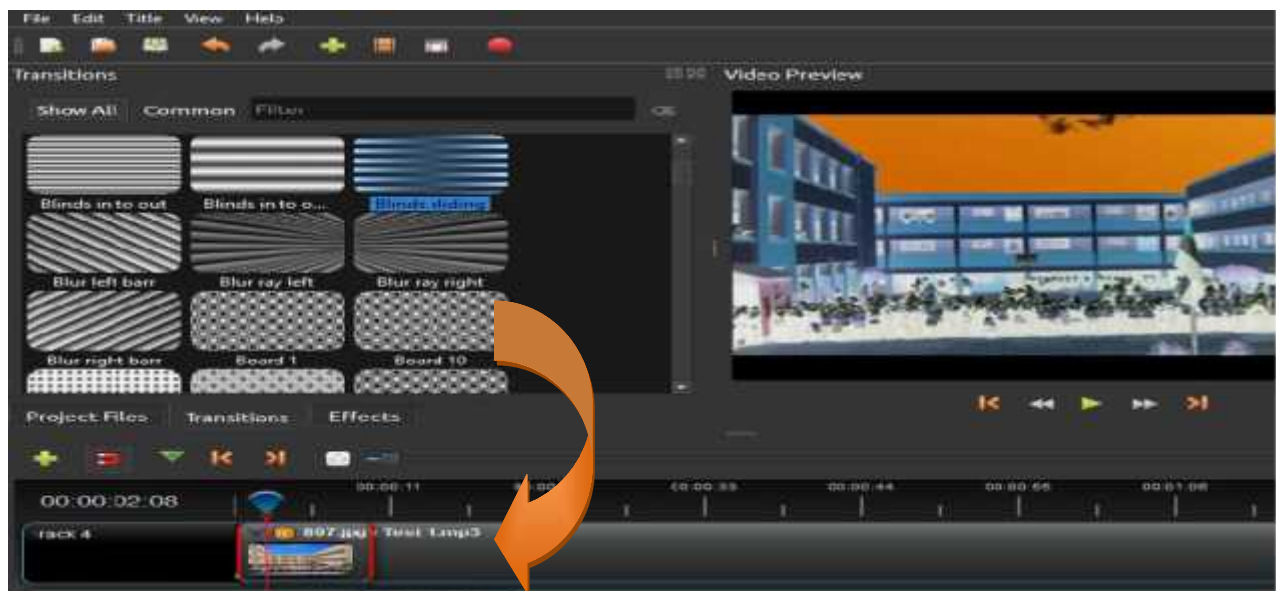 File Edit Title View Help
Transitions
Video Preview
Show All Common Filter
Blinds in to out Blinds in to o... Blinds sliding
Blur left barr Blur ray left Blur ray right
Blur right barr Board 1 Board 10
Project Files Transitions Effects
00:00:02:08
00:00:11
00:00:33
00:00:44
00:00:55
00:01:06
rack 4
897.jpg Test 1.mp3